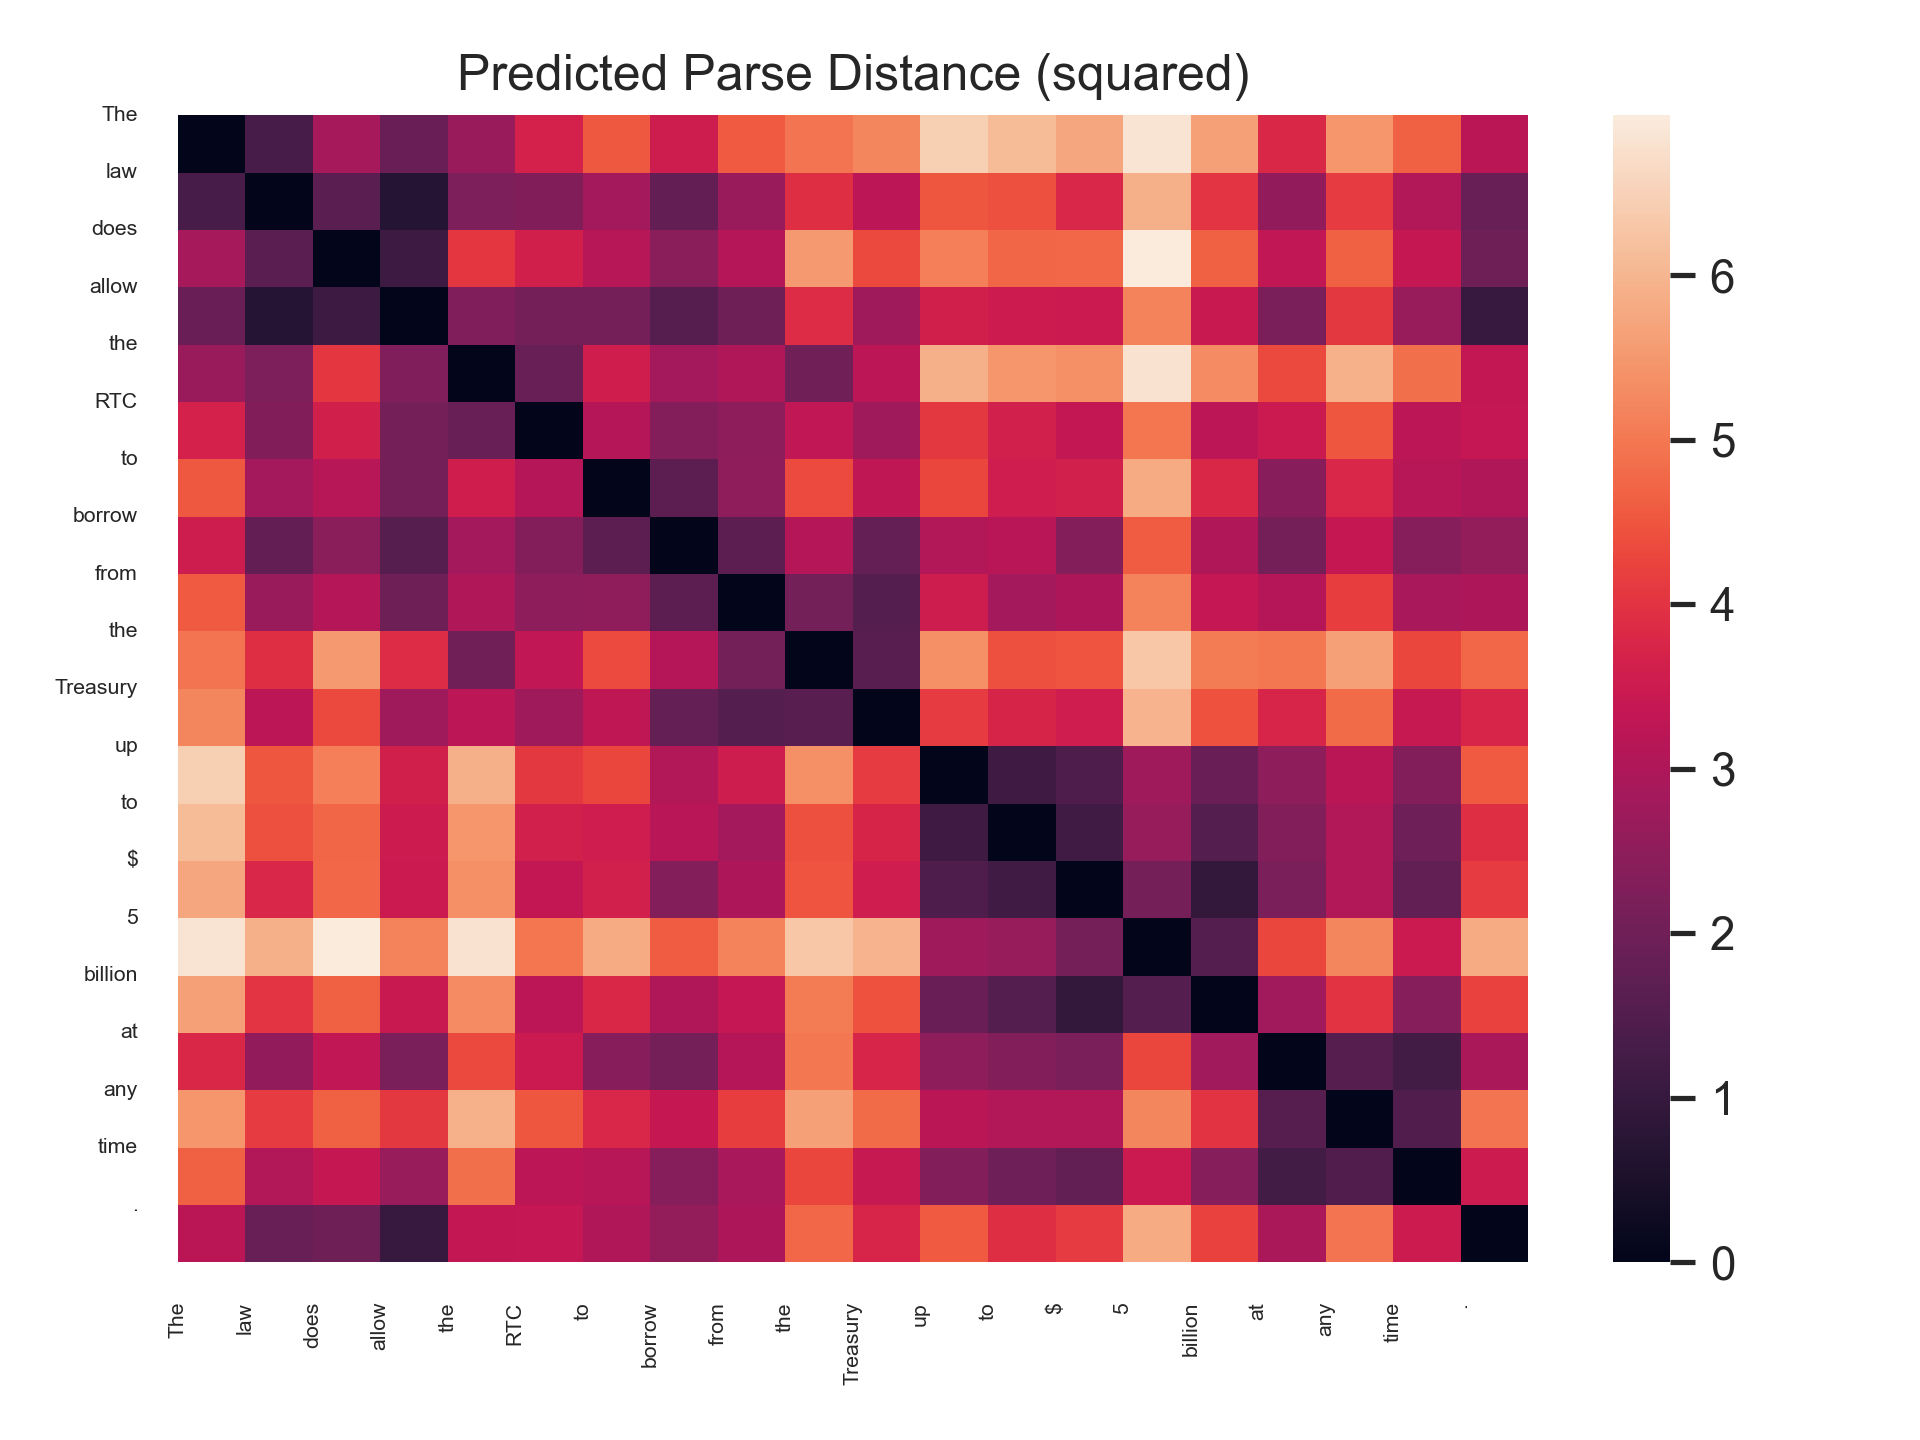 Predicted Parse Distance (squared)
The
law
does
allow
the
RTC
to
borrow
from
the
Treasury
up
to
$
5
billion
at
any
time
.
6
5
4
3
2
1
0
The
law
does
allow
the
RTC
to
borrow
from
the
Treasury
up
to
$
5
billion
at
any
time
.